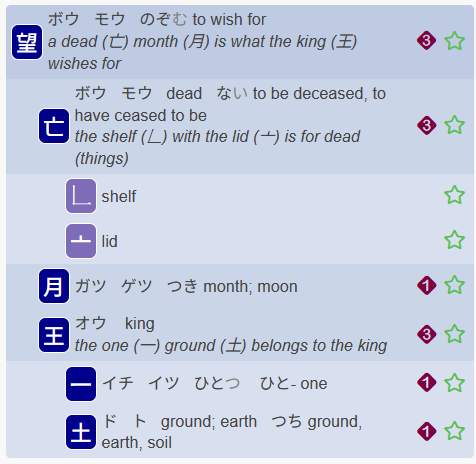 望 ボウ モウ のぞむ to wish for
a dead (亡) month (月) is what the king (王) 3
wishes for
ボウ モウ dead ない to be deceased, to
have ceased to be
亡 3
the shelf (𠃊) with the lid (亠) is for dead
(things)
𠃊 shelf
亠 lid
月 ガツ ゲツ つき month; moon 1
王 オウ king 3
the one (一) ground (土) belongs to the king
一 イチ イツ ひとつ ひと- one 1
土 ド ト ground; earth つち ground, 1
earth, soil